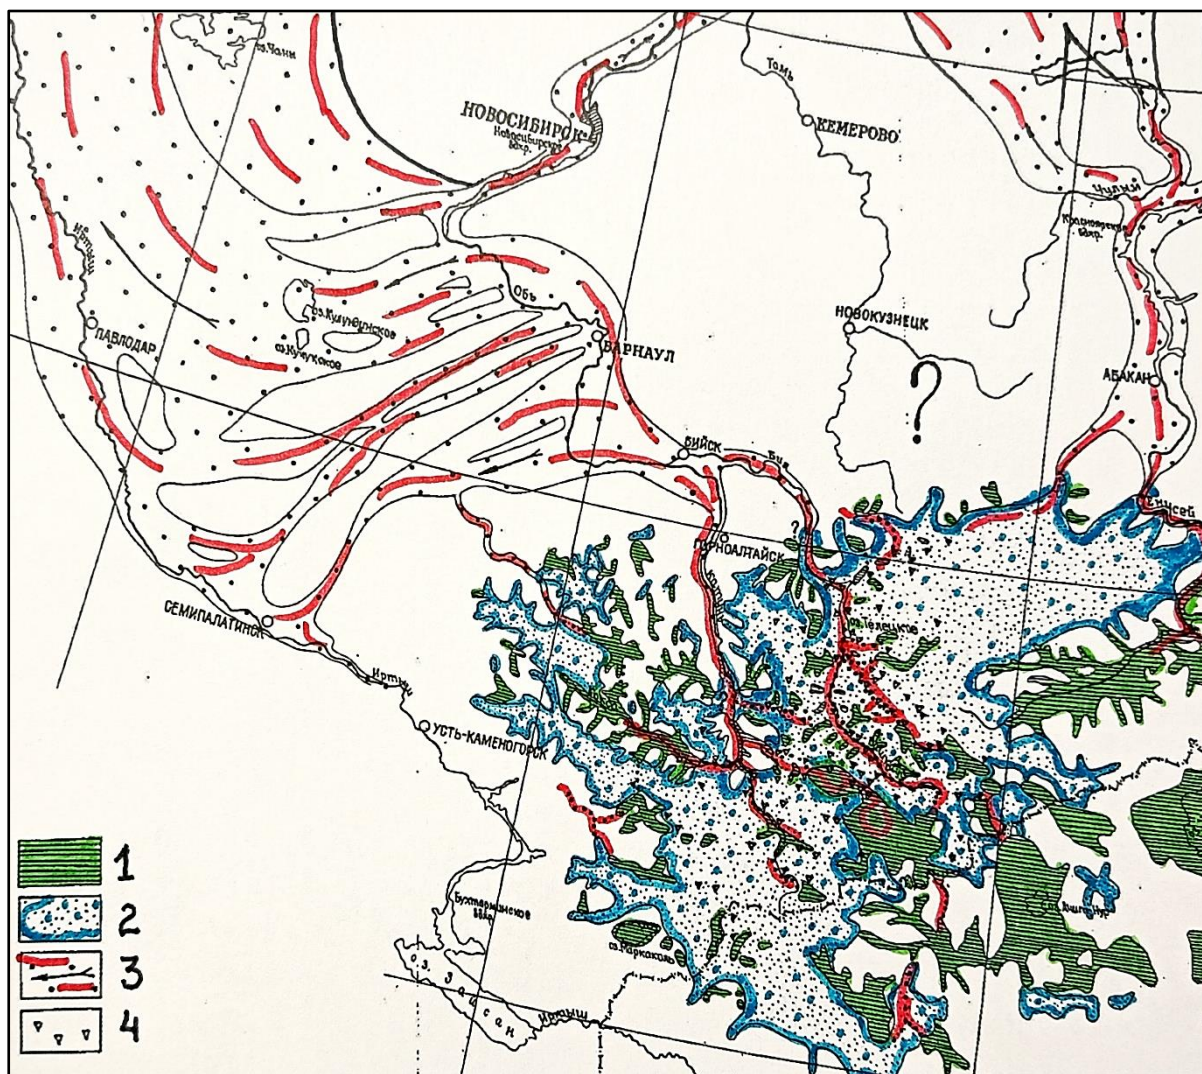 оз. Чаны
Томь
НОВОСИБИРСК
Новосибирское
вдхр.
КЕМЕРОВО
Чулым
Красноярское
вдхр.
Иртыш
Обь
оз. Кулундинское
НОВОКУЗНЕЦК
ПАВЛОДАР
оз. Кучукское
БАРНАУЛ
АБАКАН
?
БИЙСК
Бия
ЕНИСЕЙ
?
ГОРНОАЛТАЙСК
Катунь
СЕМИПАЛАТИНСК
оз. Телецкое
Иртыш
УСТЬ-КАМЕНОГОРСК
1
2
Бухтарминское
вдхр.
3
оз. Маркаколь
оз. Зайсан
Иртыш
4